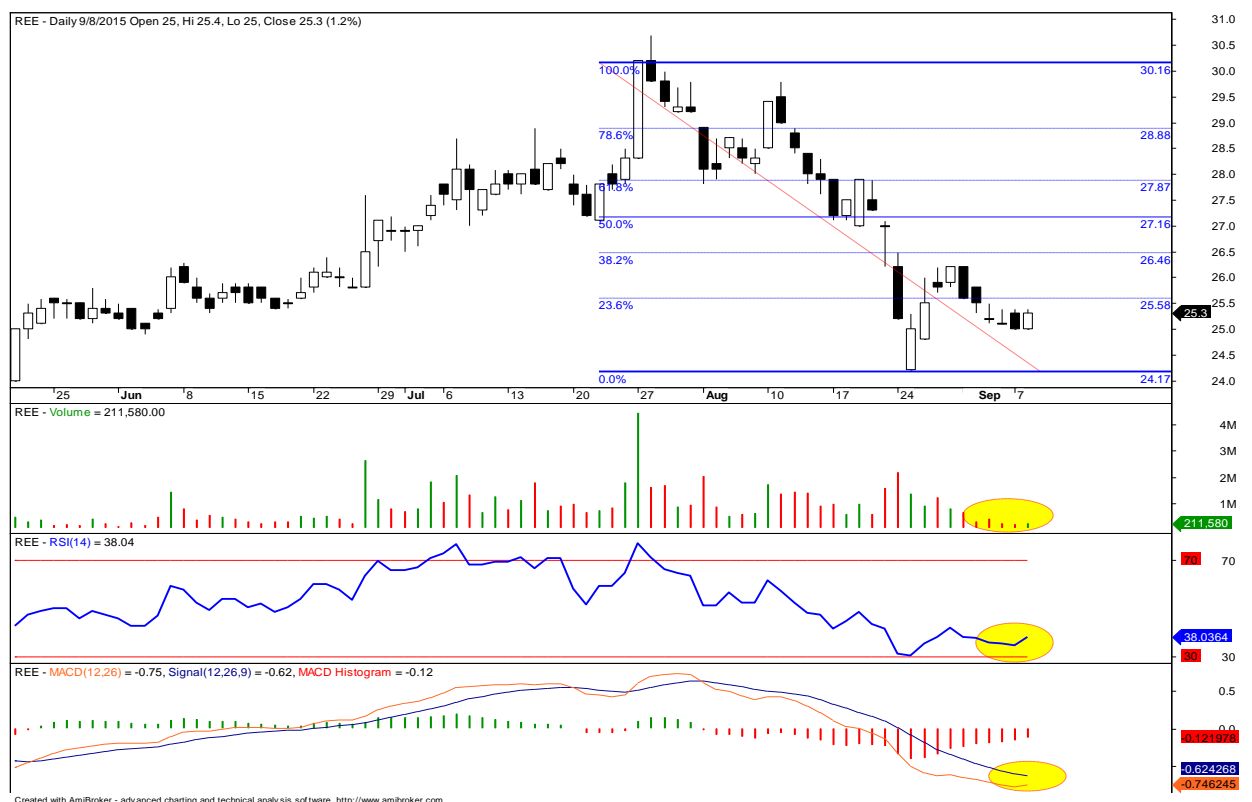 REE - Daily 9/8/2015 Open 25, Hi 25.4, Lo 25, Close 25.3 (1.2%)
31.0
30.5
100.0% 30.16 30.0
29.5
29.0
78.6% 28.88
28.5
28.0
61.8% 27.87
27.5
50.0% 27.16 27.0
26.5
38.2% 26.46
26.0
25.5
23.6% 25.58
25.3
25.0
24.5
0.0% 24.17 24.0
25 Jun 8 15 22 29 Jul 6 13 20 27 Aug 10 17 24 Sep 7
REE - Volume = 211,580.00
4M
3M
2M
1M
211,580
REE - RSI(14) = 38.04
70 70
38.0364
30 30
REE - MACD(12,26) = -0.75, Signal(12,26,9) = -0.62, MACD Histogram = -0.12
0.5
0.0
-0.121978
-0.624268
-0.746245
Created with AmiBroker - advanced charting and technical analysis software. http://www.amibroker.com